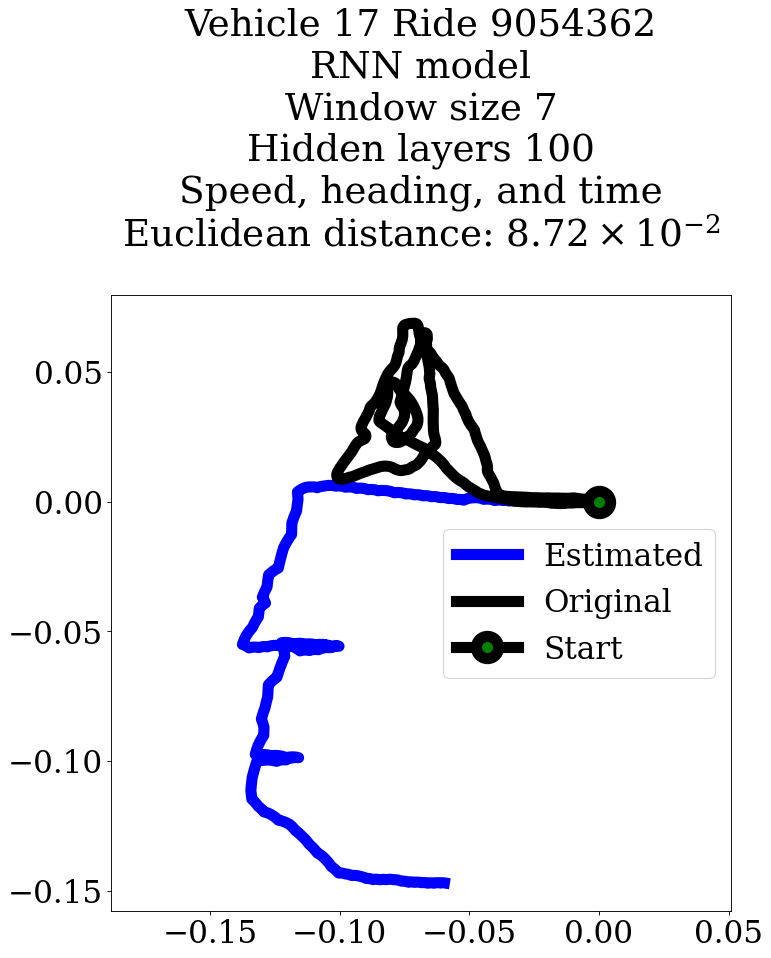 Vehicle 17 Ride 9054362
RNN model
Window size 7
Hidden layers 100
Speed, heading, and time
Euclidean distance: 8.72 × 10⁻²
0.05
0.00
−0.05
−0.10
−0.15
Estimated
Original
Start
−0.15 −0.10 −0.05 0.00 0.05